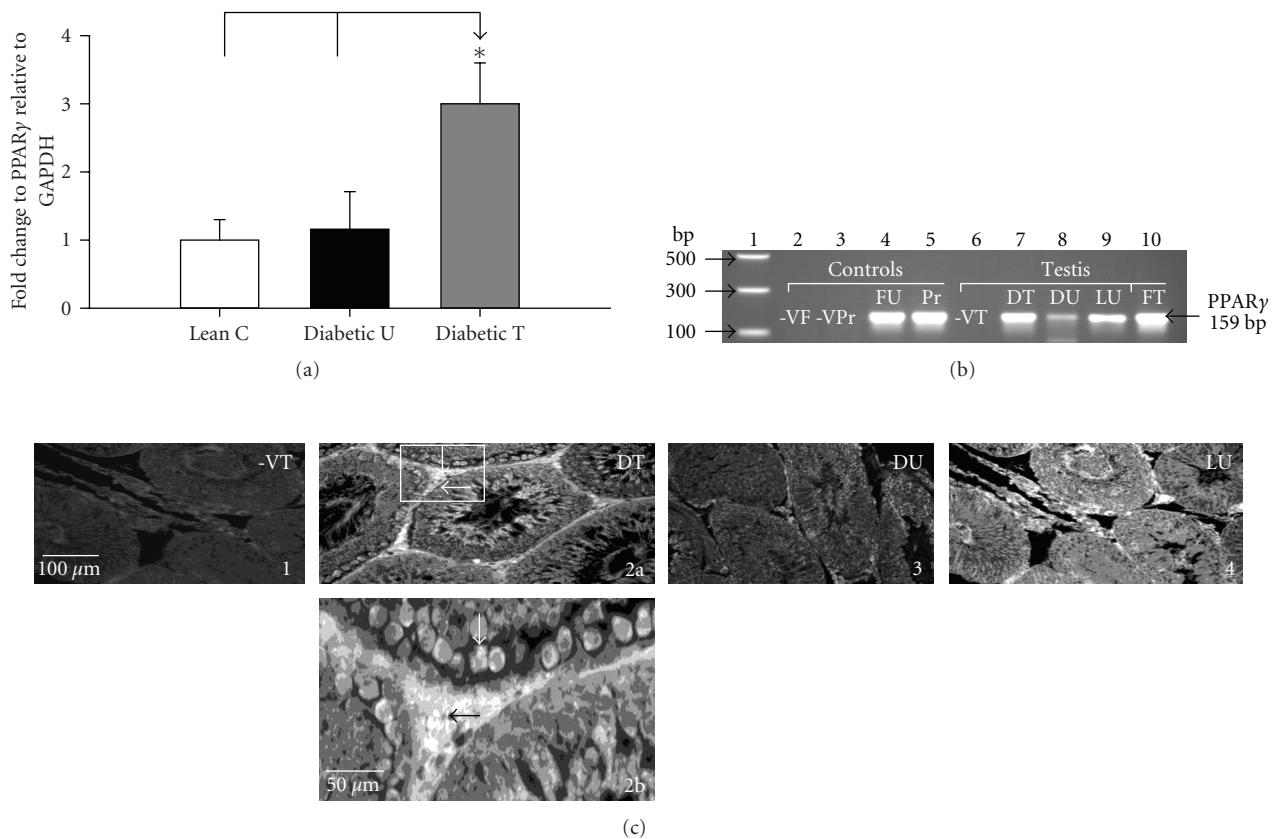 Fold change to PPARγ relative to
GAPDH
4
3
2
1
0
*
Lean C Diabetic U Diabetic T
(a)
bp 1 2 3 4 5 6 7 8 9 10
500
300
100
Controls Testis
FU Pr DT DU LU FT
-VF -VPr -VT
PPARγ
159 bp
(b)
-VT
100 μm
1
DT
2a
DU
3
LU
4
50 μm
2b
(c)